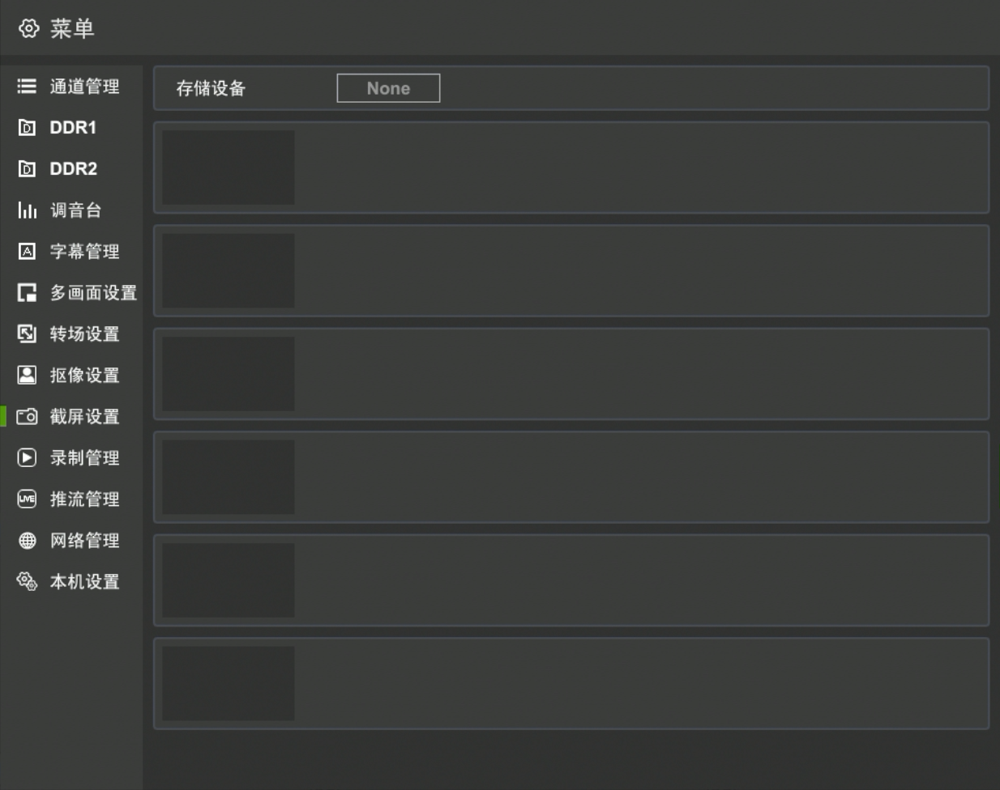 菜单
通道管理
DDR1
DDR2
调音台
字幕管理
多画面设置
转场设置
抠像设置
截屏设置
录制管理
LIVE 推流管理
网络管理
本机设置
存储设备 None